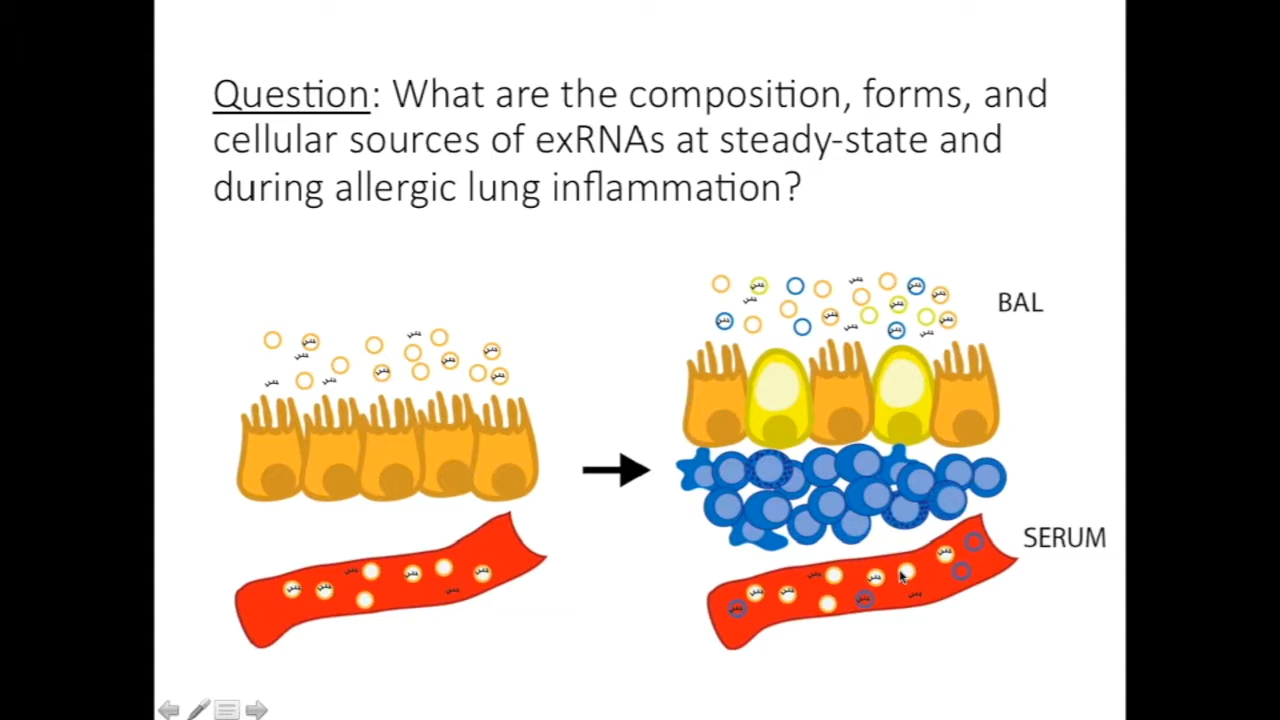 Question: What are the composition, forms, and
cellular sources of exRNAs at steady-state and
during allergic lung inflammation?
BAL
SERUM